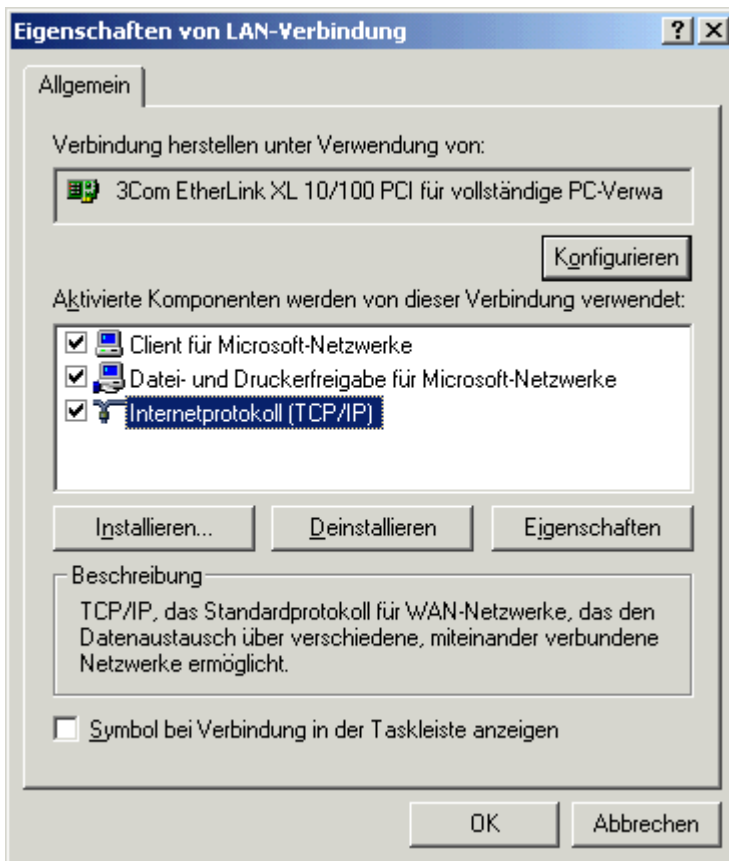 Eigenschaften von LAN-Verbindung
Allgemein
Verbindung herstellen unter Verwendung von:
3Com EtherLink XL 10/100 PCI für vollständige PC-Verwa
Konfigurieren
Aktivierte Komponenten werden von dieser Verbindung verwendet:
Client für Microsoft-Netzwerke
Datei- und Druckerfreigabe für Microsoft-Netzwerke
Internetprotokoll (TCP/IP)
Installieren... Deinstallieren Eigenschaften
Beschreibung
TCP/IP, das Standardprotokoll für WAN-Netzwerke, das den
Datenaustausch über verschiedene, miteinander verbundene
Netzwerke ermöglicht.
Symbol bei Verbindung in der Taskleiste anzeigen
OK Abbrechen